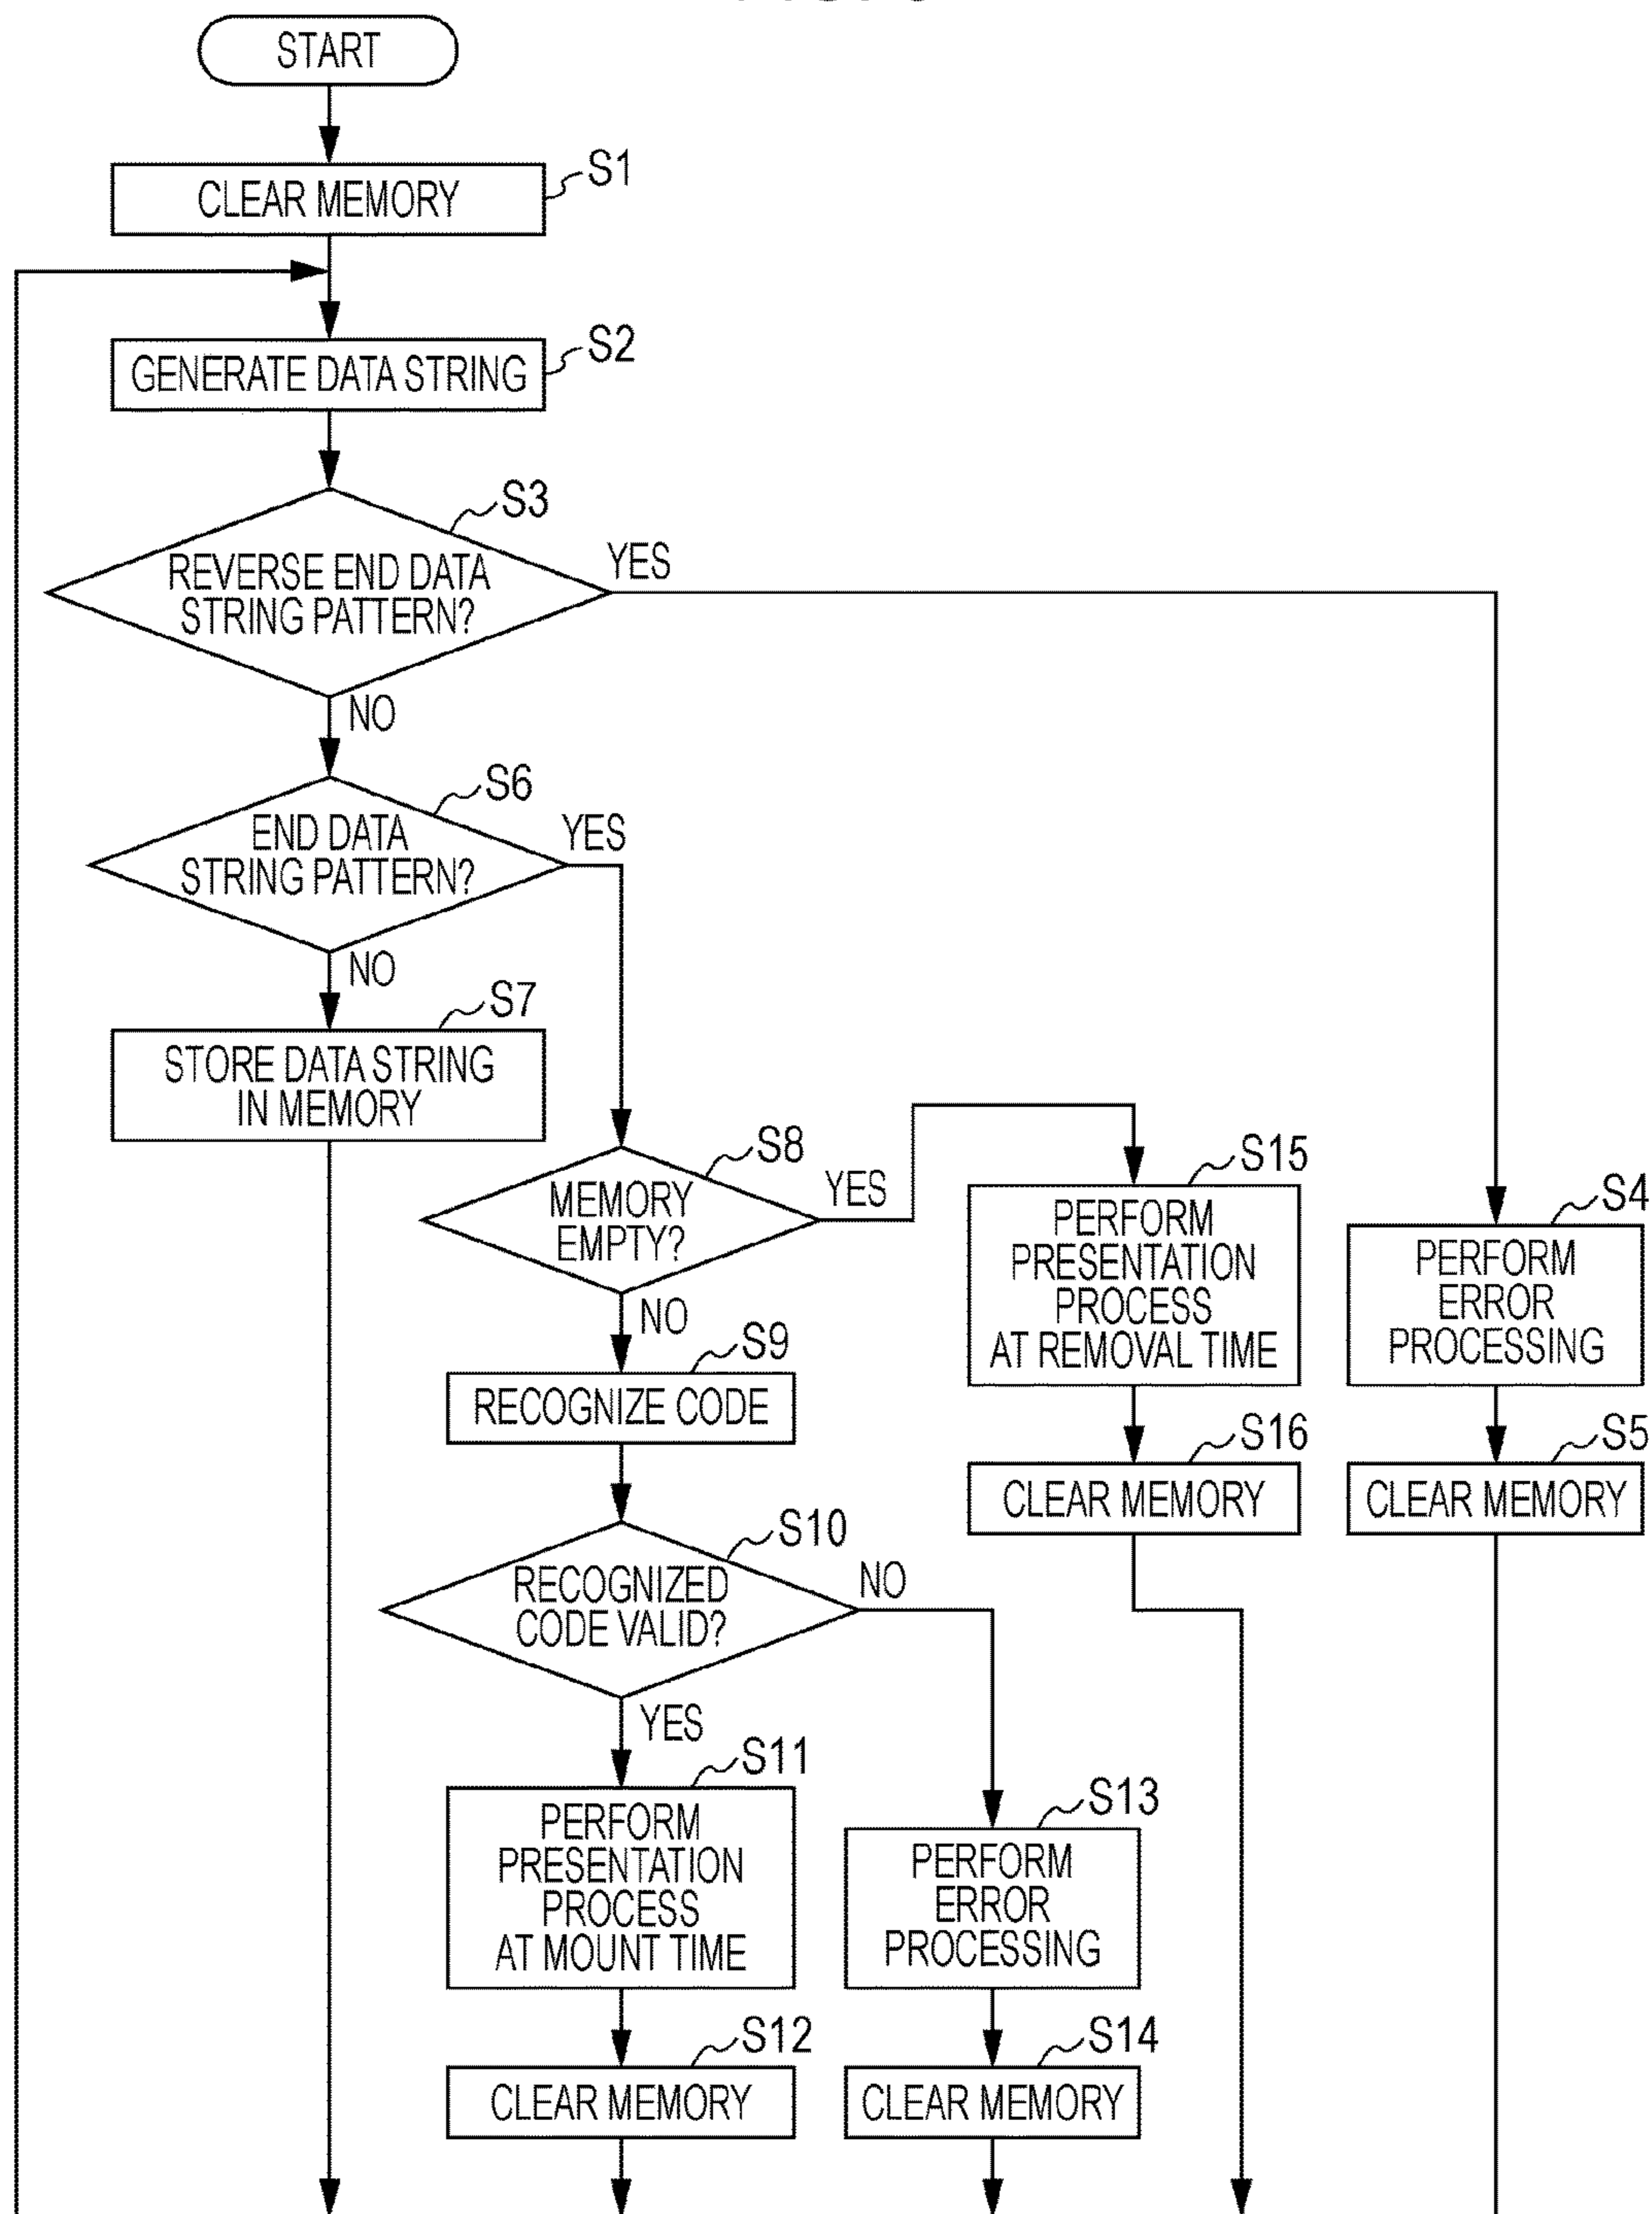 START
S1
CLEAR MEMORY
S2
GENERATE DATA STRING
S3
REVERSE END DATA
STRING PATTERN?
YES
NO
S6
END DATA
STRING PATTERN?
YES
NO
S7
STORE DATA STRING
IN MEMORY
S8
MEMORY
EMPTY?
YES
NO
S15
PERFORM
PRESENTATION
PROCESS
AT REMOVAL TIME
S4
PERFORM
ERROR
PROCESSING
S9
RECOGNIZE CODE
S16
CLEAR MEMORY
S5
CLEAR MEMORY
S10
RECOGNIZED
CODE VALID?
NO
YES
S11
PERFORM
PRESENTATION
PROCESS
AT MOUNT TIME
S13
PERFORM
ERROR
PROCESSING
S12
CLEAR MEMORY
S14
CLEAR MEMORY